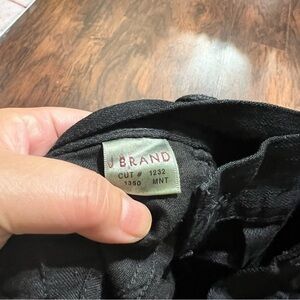 J BRAND
CUT # 1232
1350 MNT